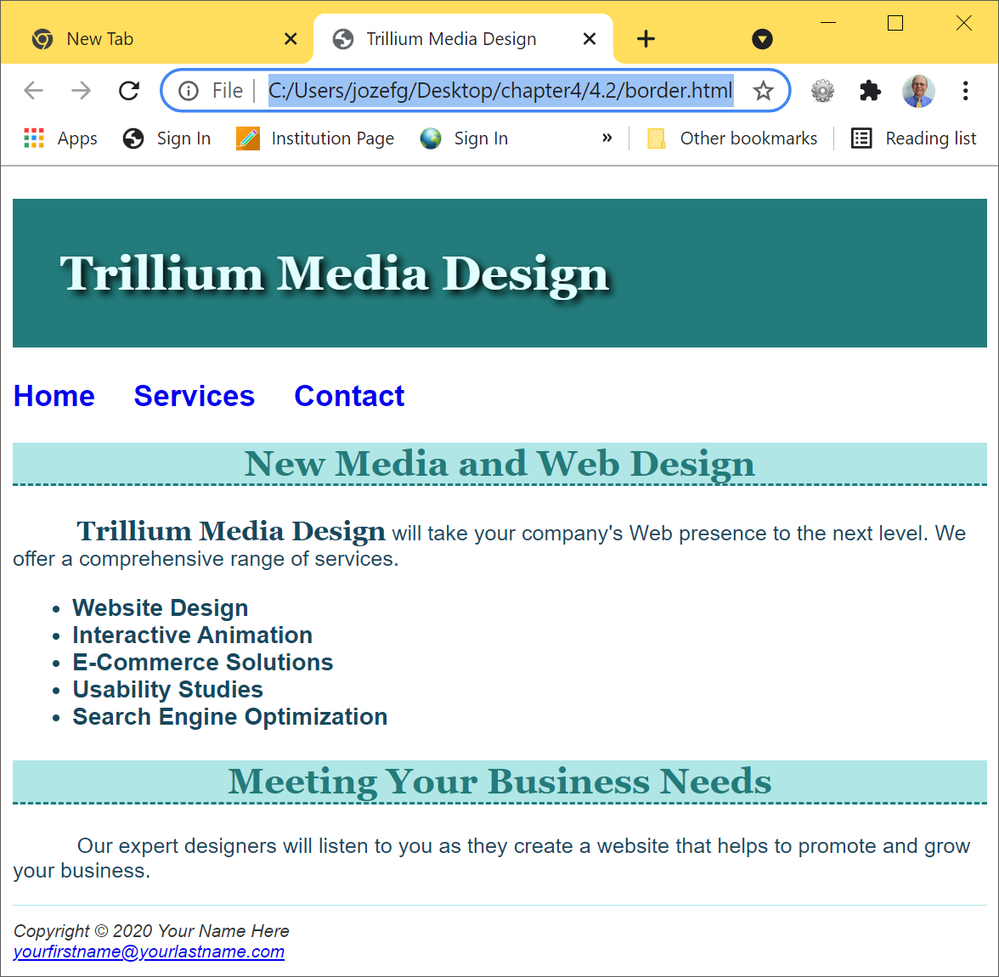 New Tab
Trillium Media Design
File | C:/Users/jozefg/Desktop/chapter4/4.2/border.html
Apps Sign In Institution Page Sign In » Other bookmarks Reading list
Trillium Media Design
Home Services Contact
New Media and Web Design
Trillium Media Design will take your company's Web presence to the next level. We
offer a comprehensive range of services.
• Website Design
• Interactive Animation
• E-Commerce Solutions
• Usability Studies
• Search Engine Optimization
Meeting Your Business Needs
Our expert designers will listen to you as they create a website that helps to promote and grow
your business.
Copyright © 2020 Your Name Here
yourfirstname@yourlastname.com